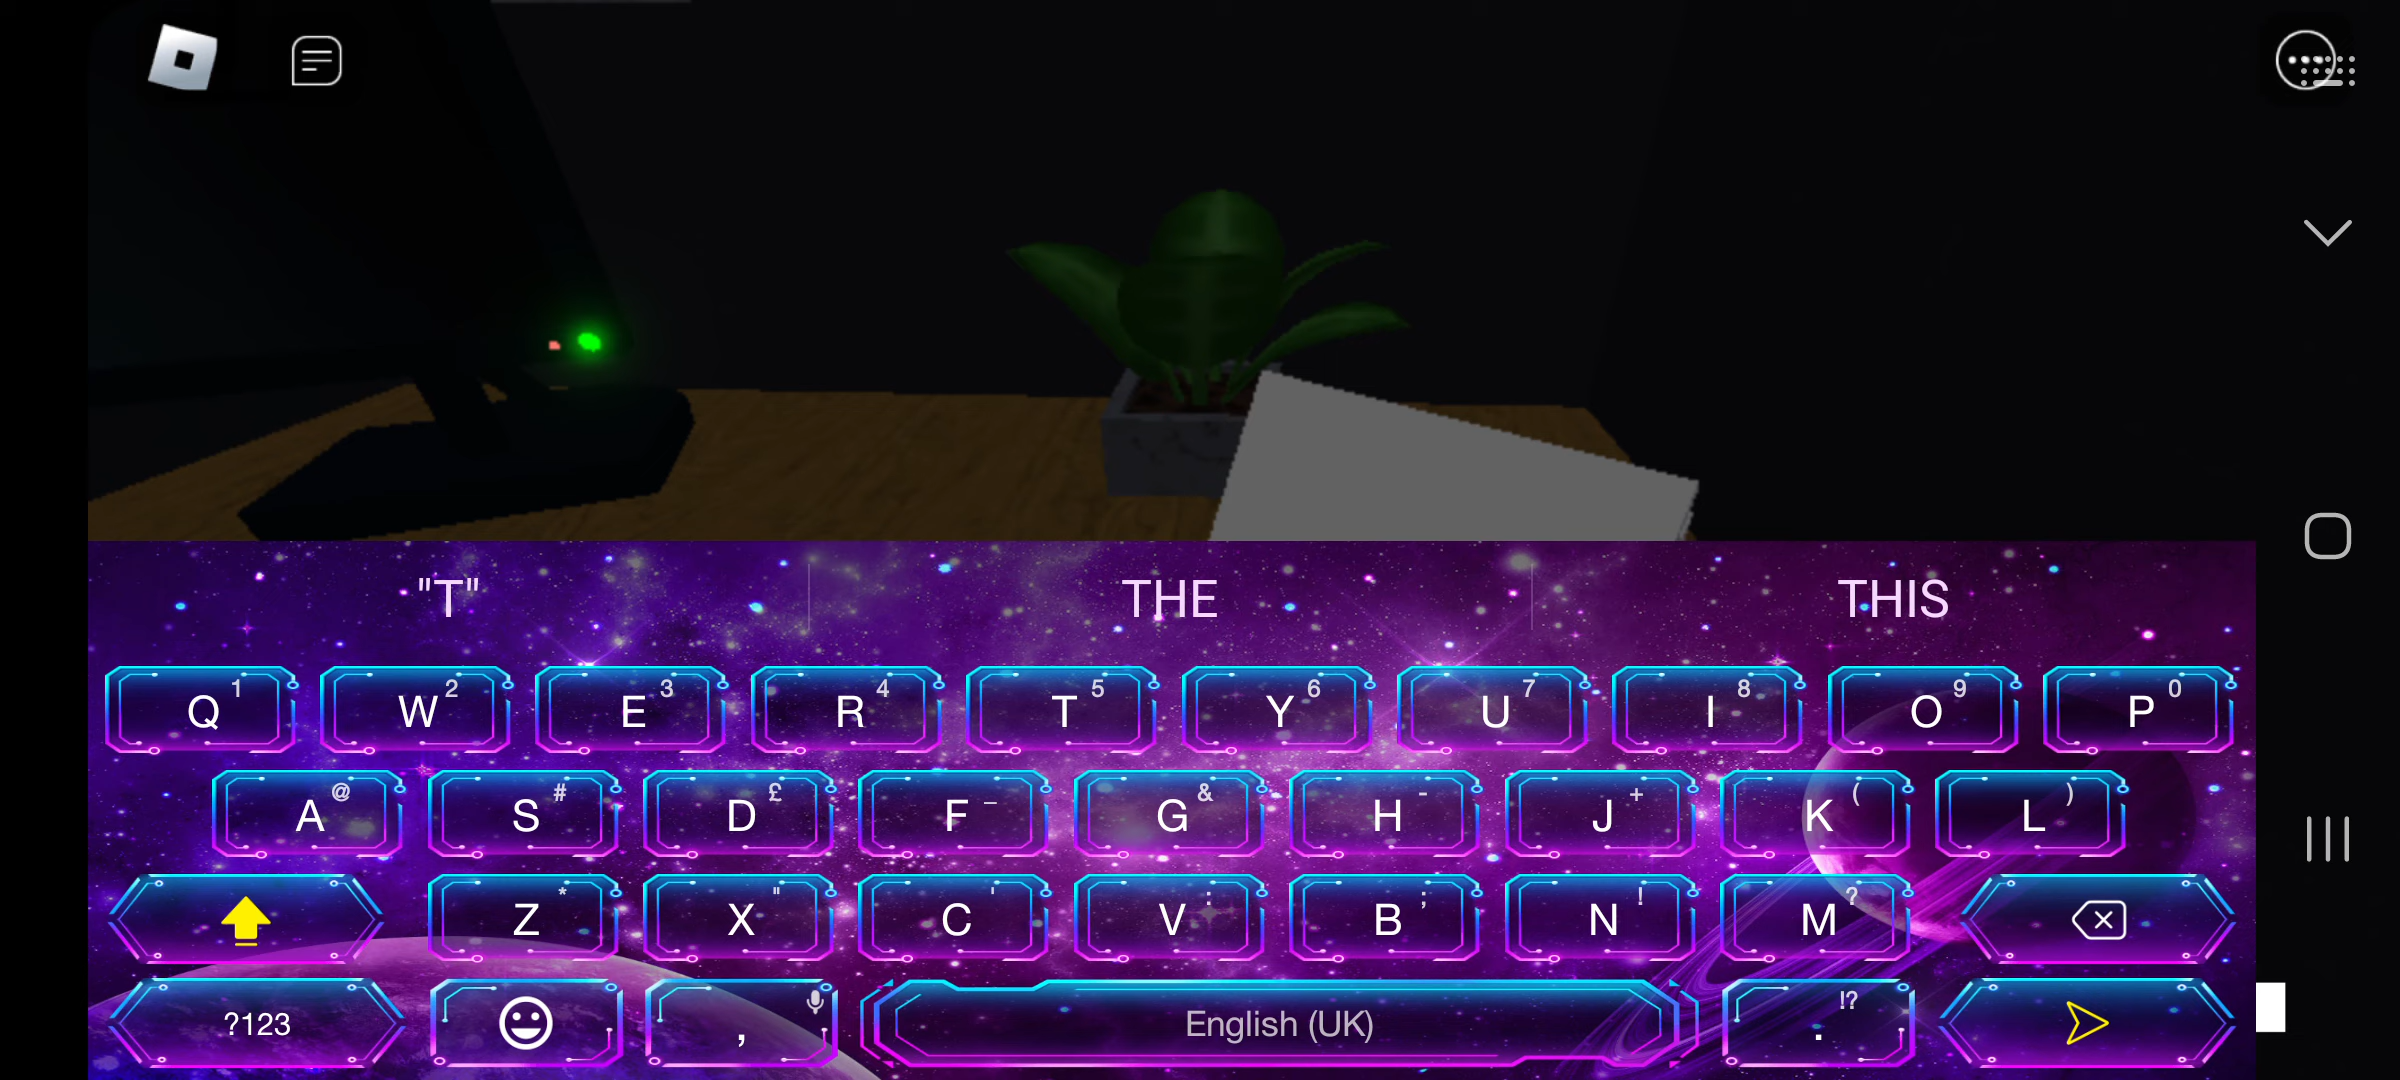 "T" THE THIS
Q 1 W 2 E 3 R 4 T 5 Y 6 U 7 I 8 O 9 P 0
A @ S # D £ F _ G & H - J + K ( L )
Z * X " C ' V : B ; N ! M ?
?123 , English (UK) . !?